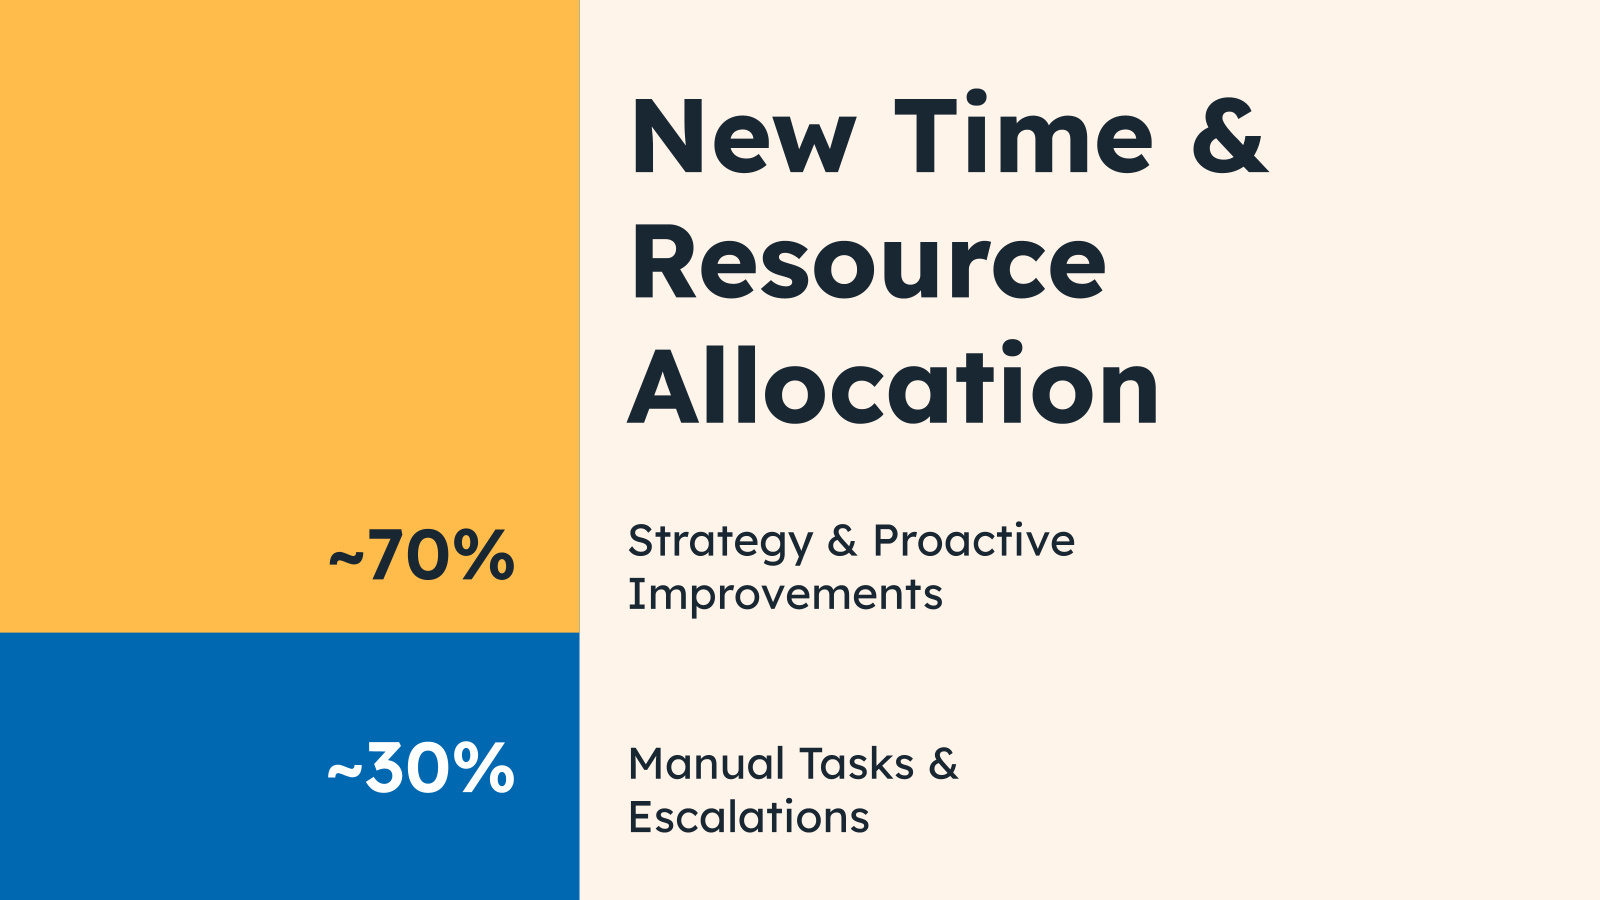 New Time &
Resource
Allocation
~70%
Strategy & Proactive
Improvements
~30%
Manual Tasks &
Escalations